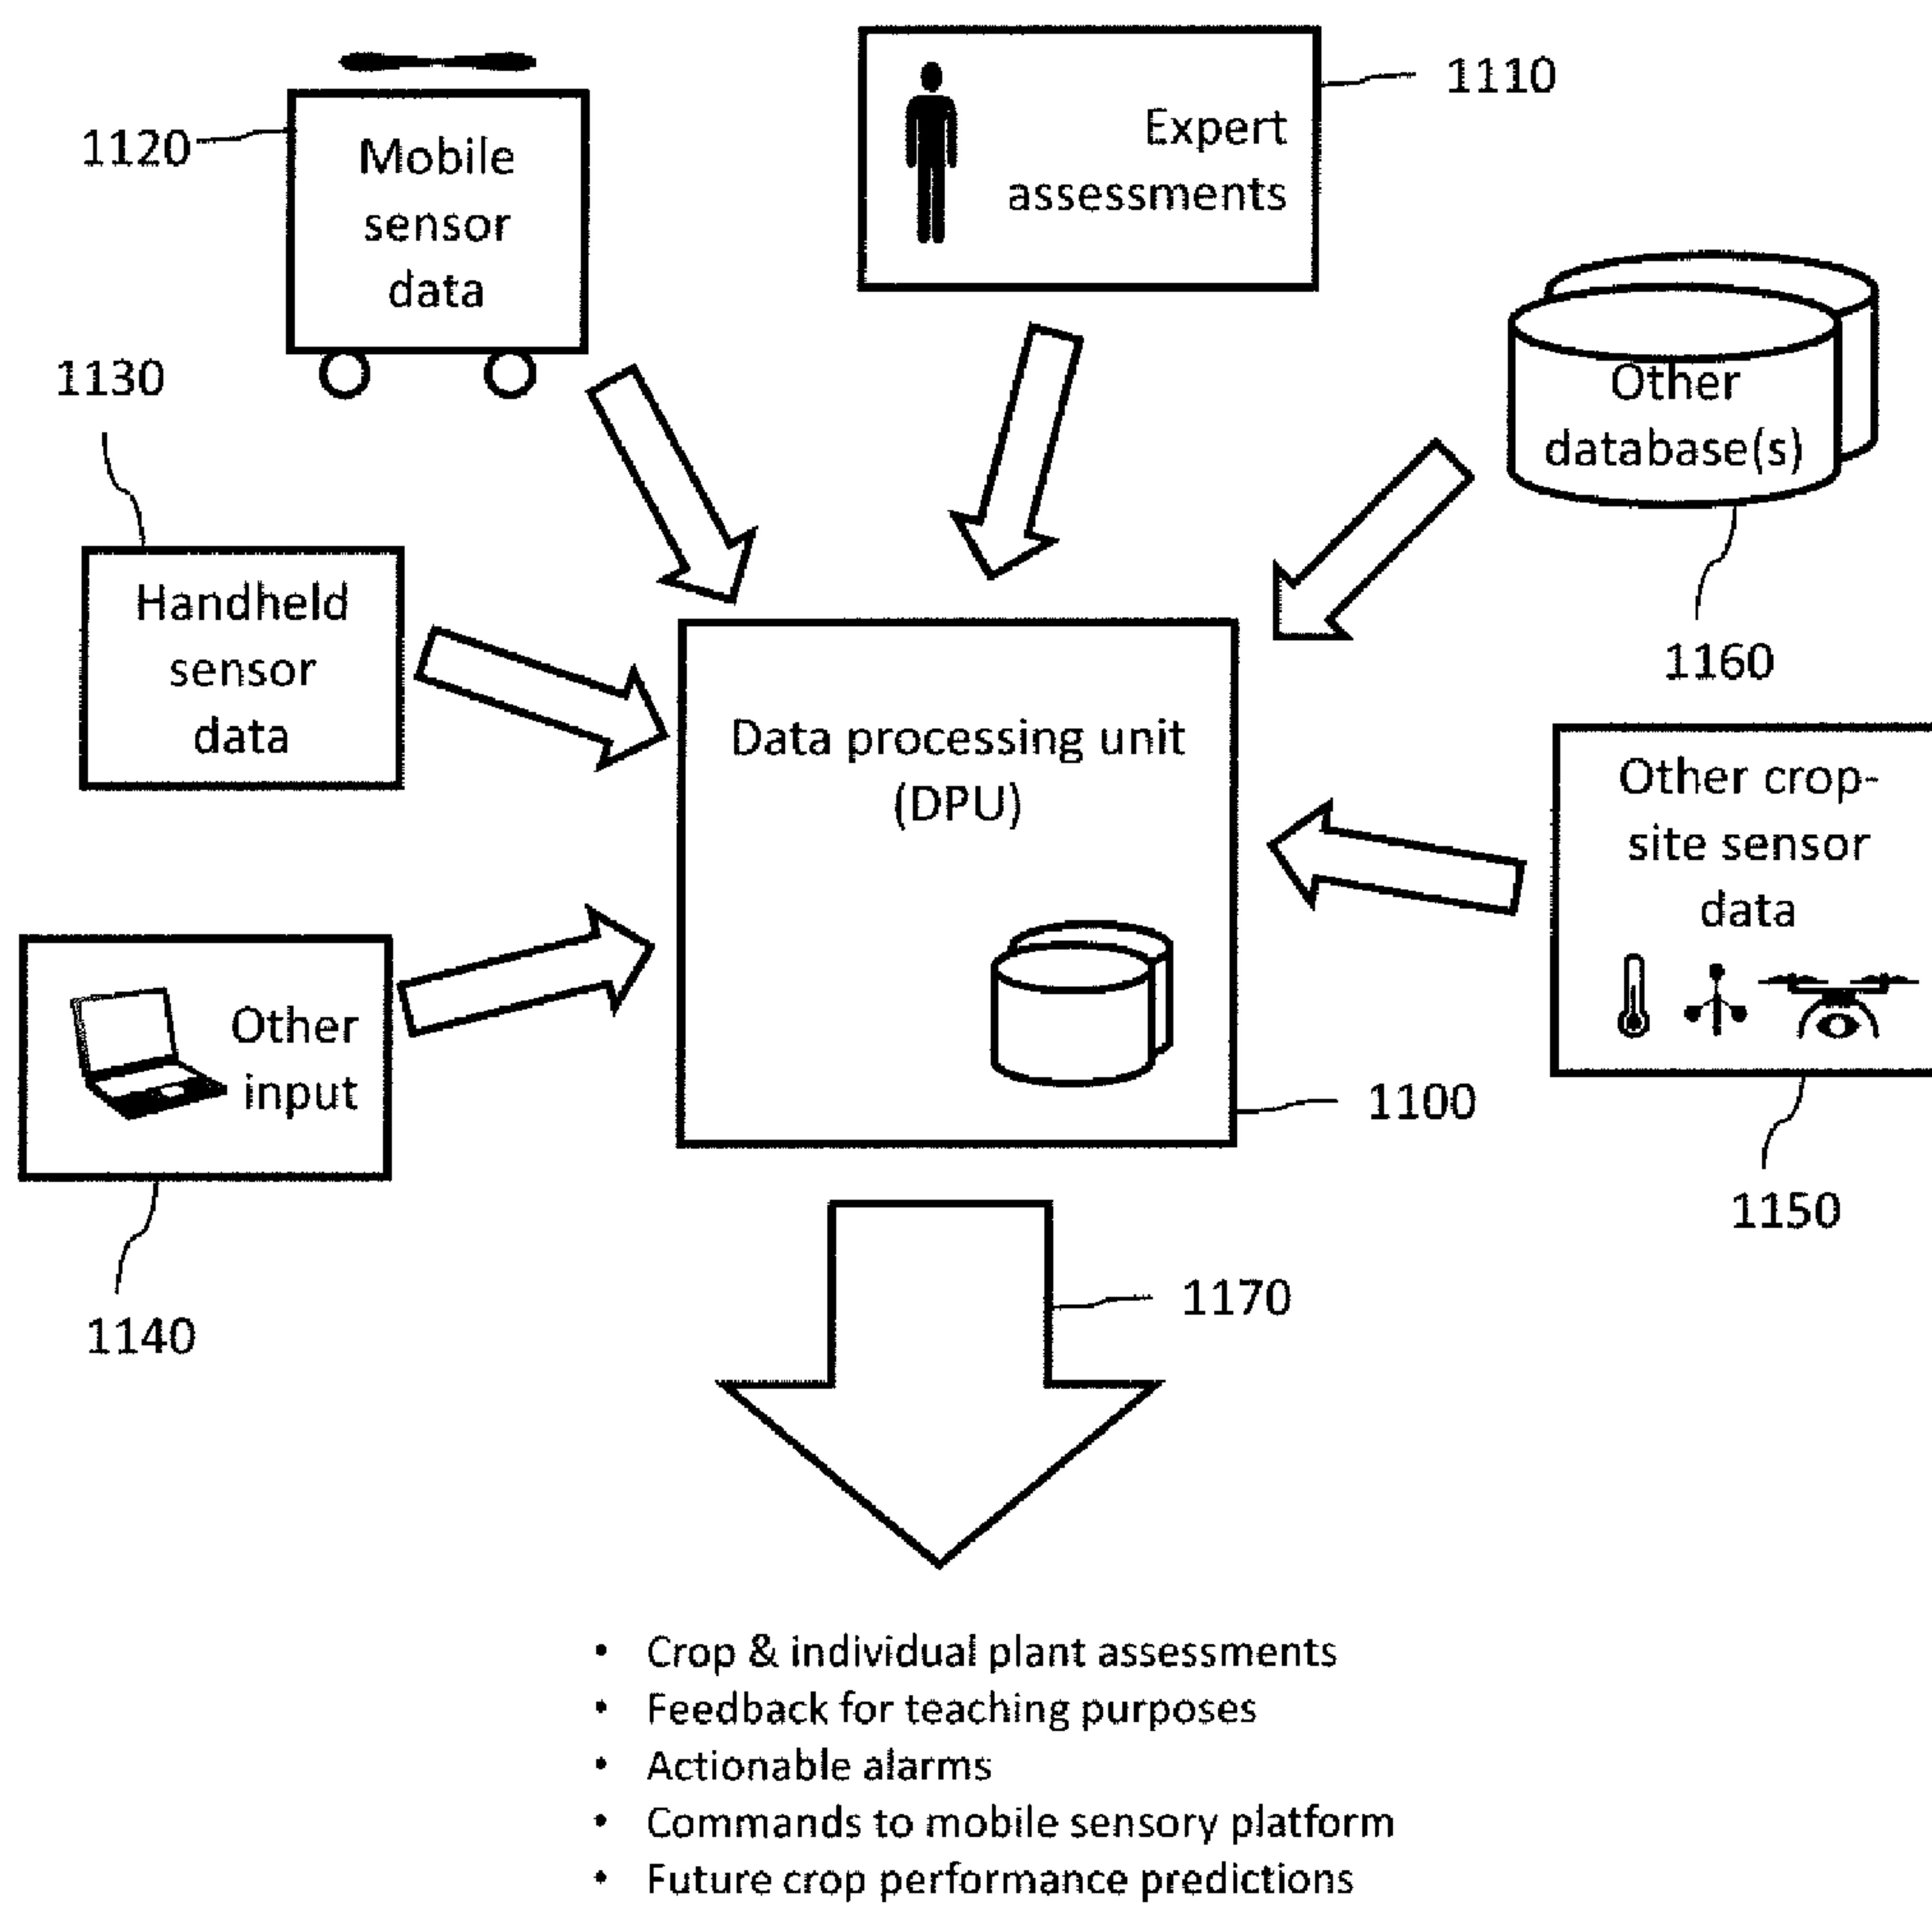 1110
Expert
assessments
1120
Mobile
sensor
data
1130
Handheld
sensor
data
Other
database(s)
1160
Data processing unit
(DPU)
Other crop-
site sensor
data
Other
input
1100
1150
1140
1170
• Crop & individual plant assessments
• Feedback for teaching purposes
• Actionable alarms
• Commands to mobile sensory platform
• Future crop performance predictions